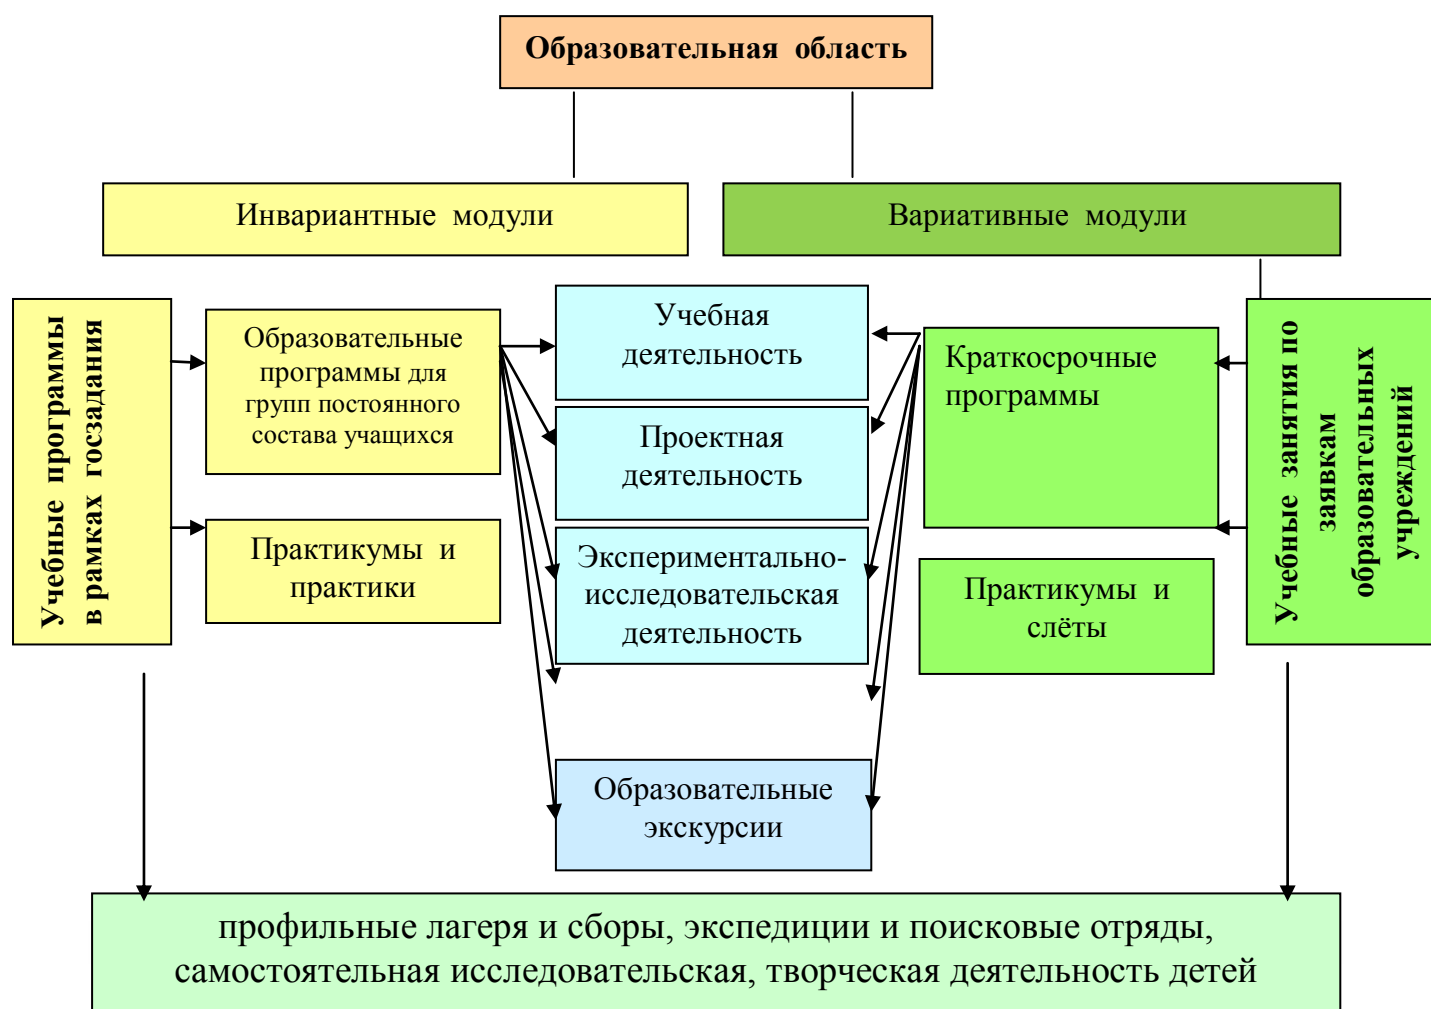 Образовательная область
Инвариантные модули
Вариативные модули
Учебные программы
в рамках госзадания
Образовательные
программы для
групп постоянного
состава учащихся
Практикумы и
практики
Учебная
деятельность
Проектная
деятельность
Экспериментально-
исследовательская
деятельность
Образовательные
экскурсии
Краткосрочные
программы
Практикумы и
слёты
Учебные занятия по
заявкам
образовательных
учреждений
профильные лагеря и сборы, экспедиции и поисковые отряды,
самостоятельная исследовательская, творческая деятельность детей